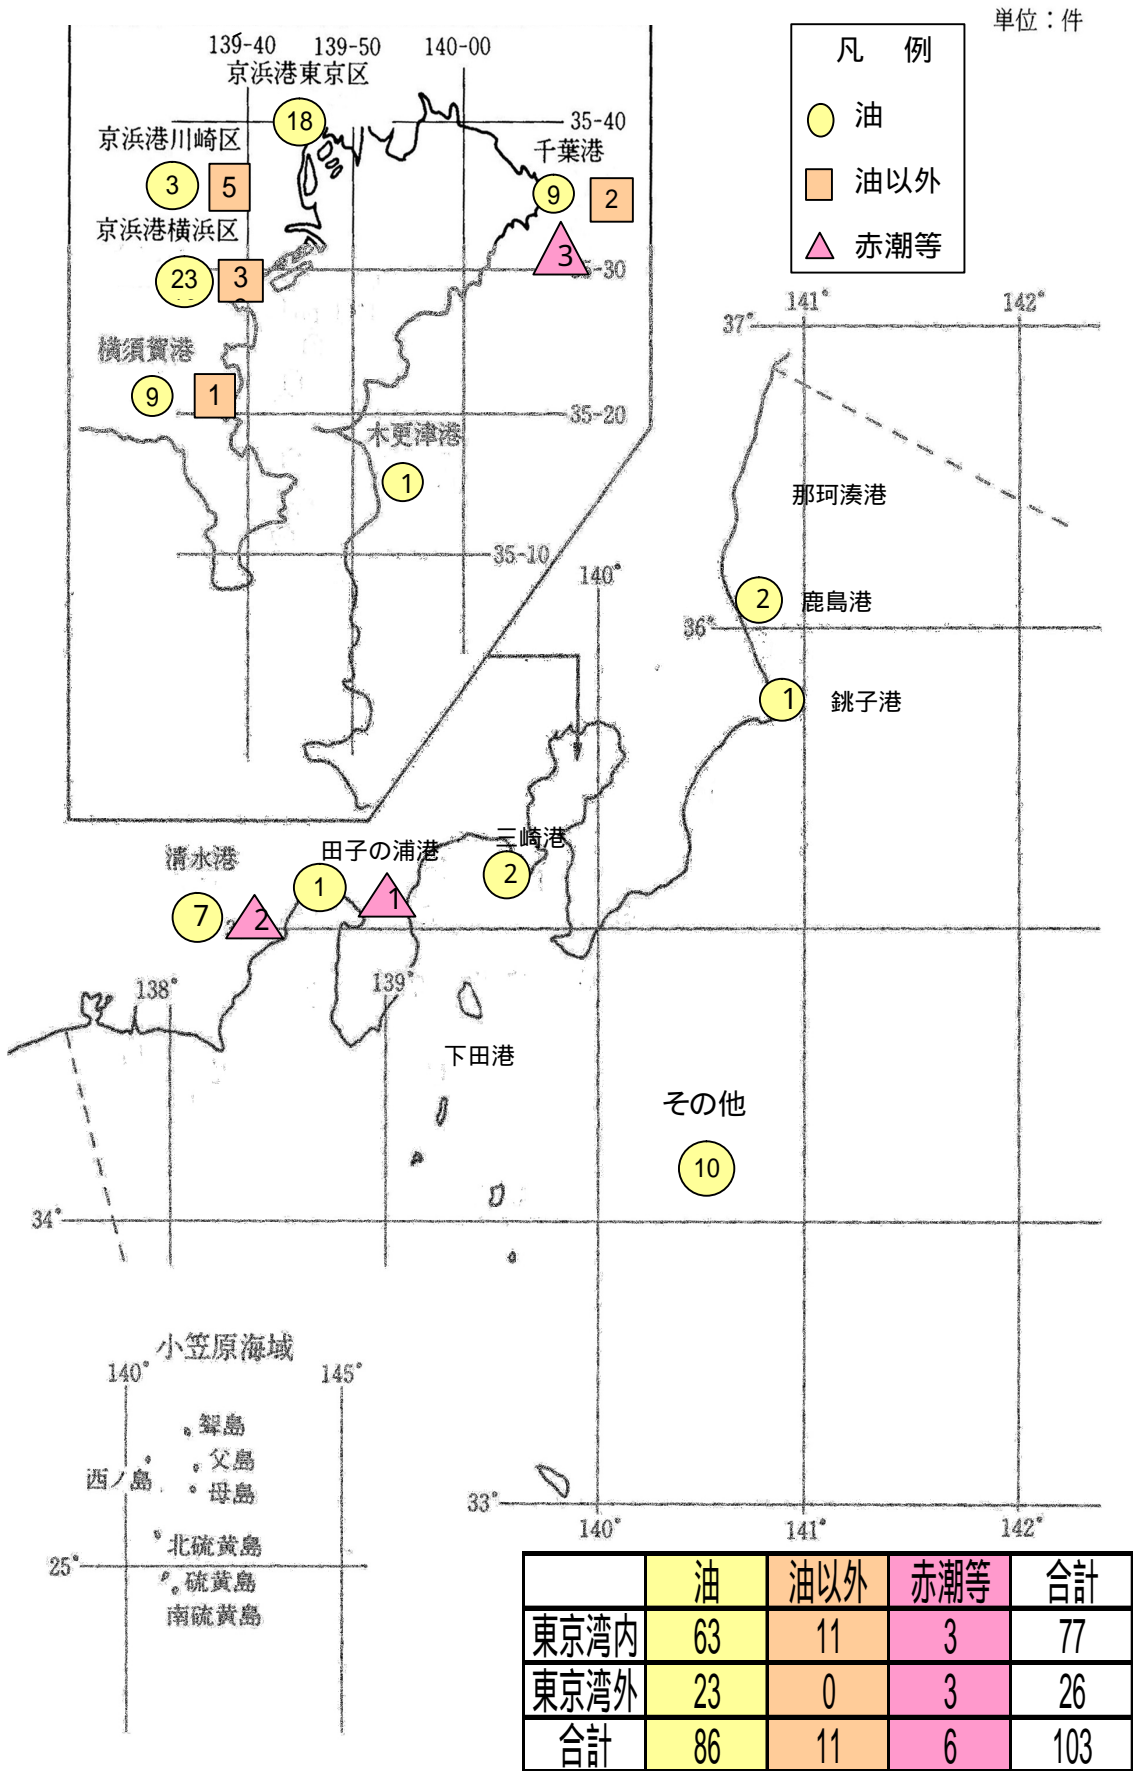 単位：件
凡 例
油
油以外
赤潮等
139-40 139-50 140-00
京浜港東京区
18
35-40
京浜港川崎区
3 5
千葉港
9 2
3
京浜港横浜区
23 3
35-30
横須賀港
9 1
35-20
木更津港
1
35-10
141° 142°
37°
那珂湊港
140°
2 鹿島港
36°
1 銚子港
三崎港
2
田子の浦港
1 1
清水港
7 2
138° 139°
下田港
その他
10
34°
小笠原海域
140° 145°
聟島
父島
西ノ島
母島
北硫黄島
25°
硫黄島
南硫黄島
33°
140° 141° 142°
油 油以外 赤潮等 合計
東京湾内 63 11 3 77
東京湾外 23 0 3 26
合計 86 11 6 103